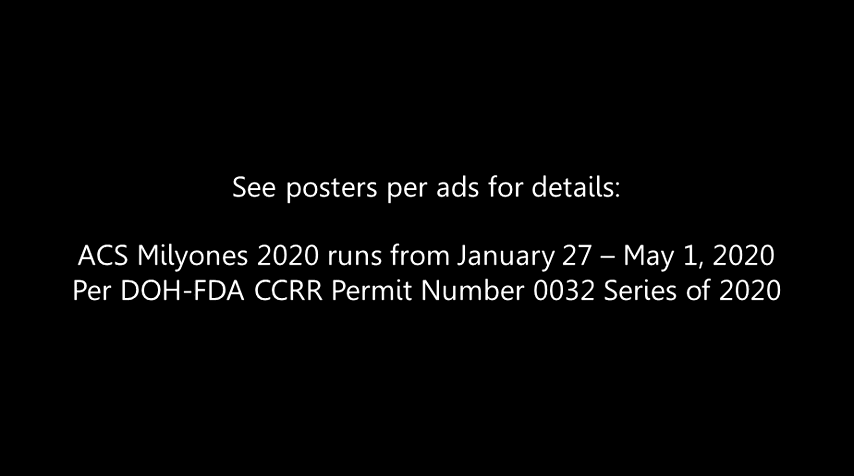 See posters per ads for details:
ACS Milyones 2020 runs from January 27 – May 1, 2020
Per DOH-FDA CCRR Permit Number 0032 Series of 2020